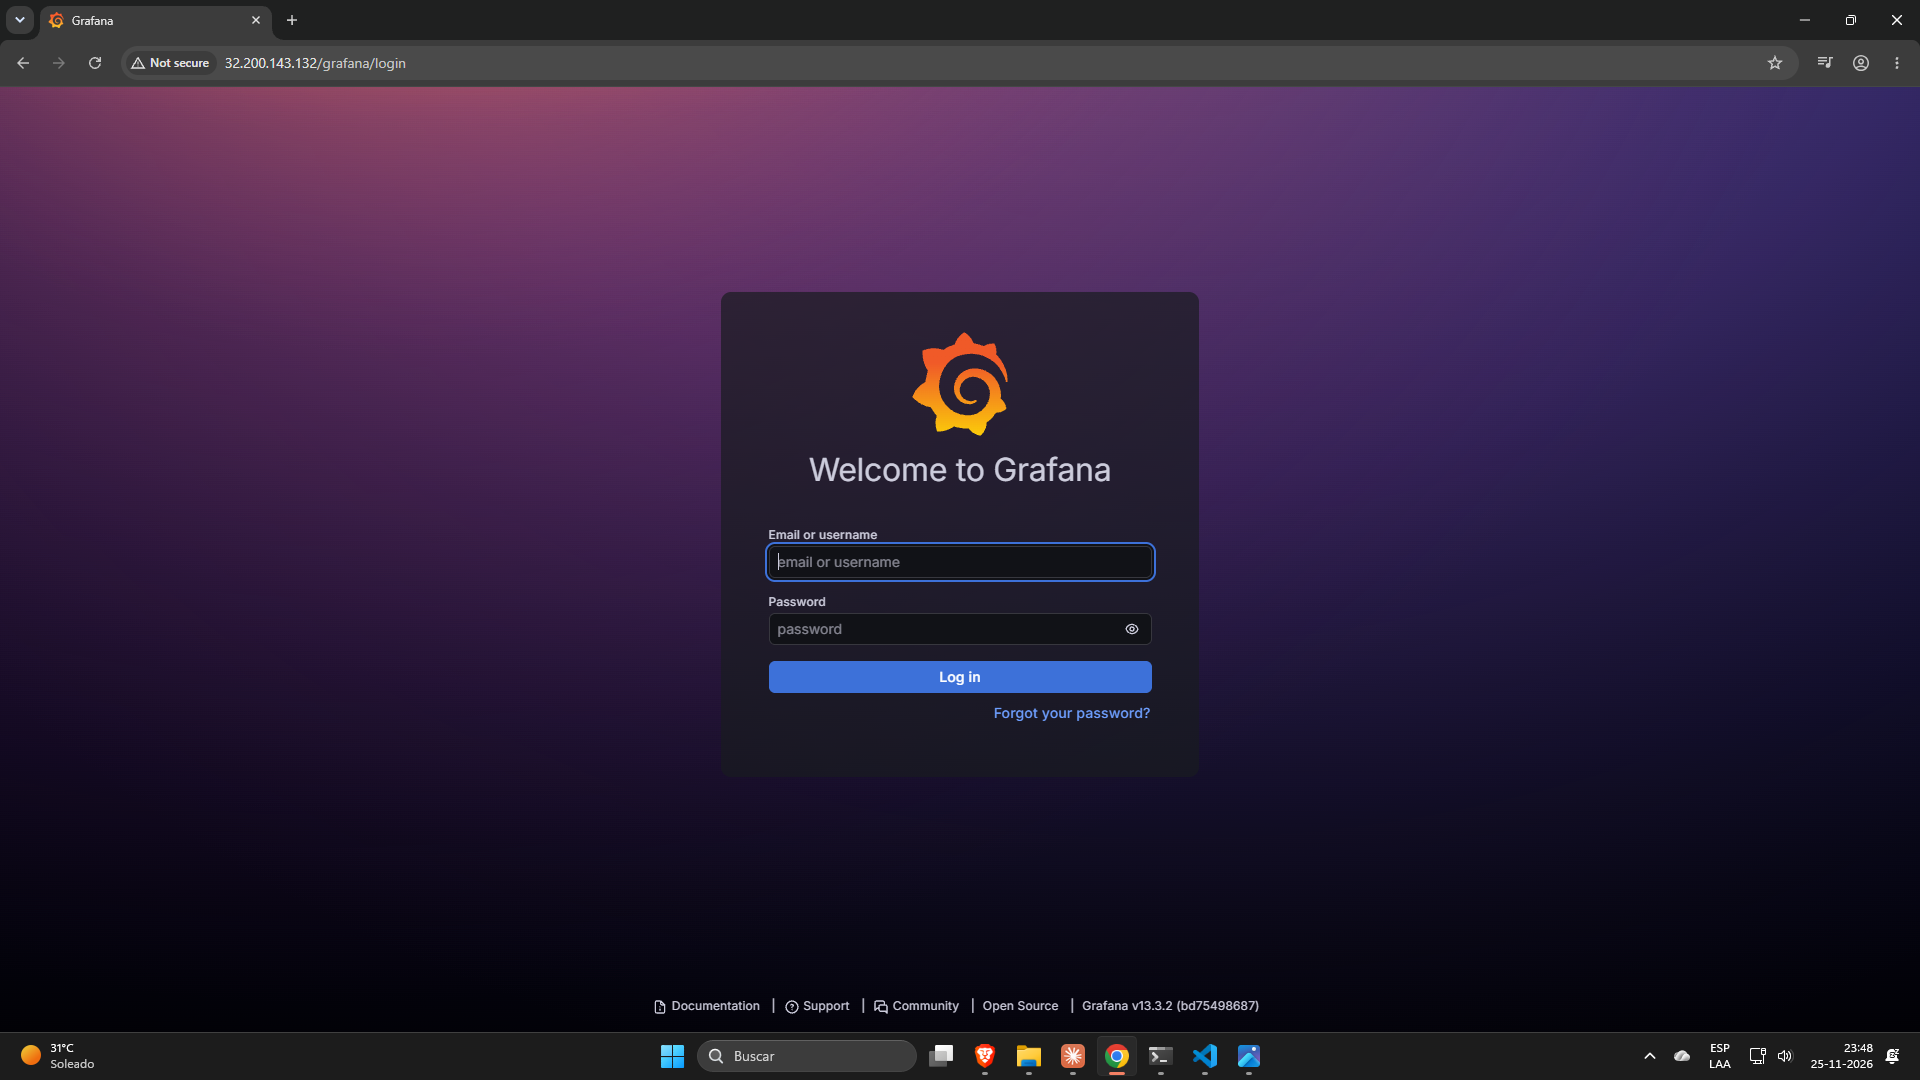 Grafana
Not secure
32.200.143.132/grafana/login
Welcome to Grafana
Email or username
email or username
Password
password
Log in
Forgot your password?
Documentation | Support | Community | Open Source | Grafana v13.3.2 (bd75498687)
31°C
Soleado
Buscar
ESP
LAA
23:48
25-11-2026